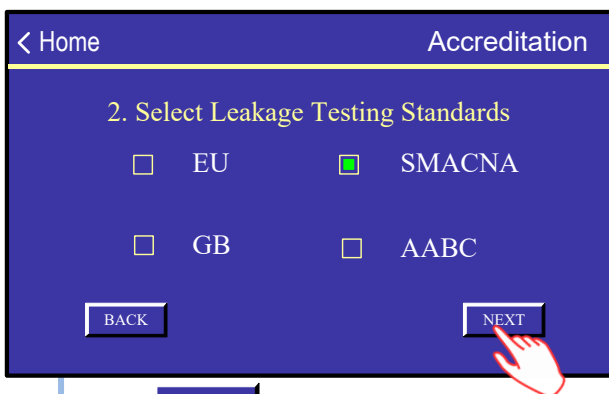 < Home Accreditation
2. Select Leakage Testing Standards
EU SMACNA
GB AABC
BACK NEXT